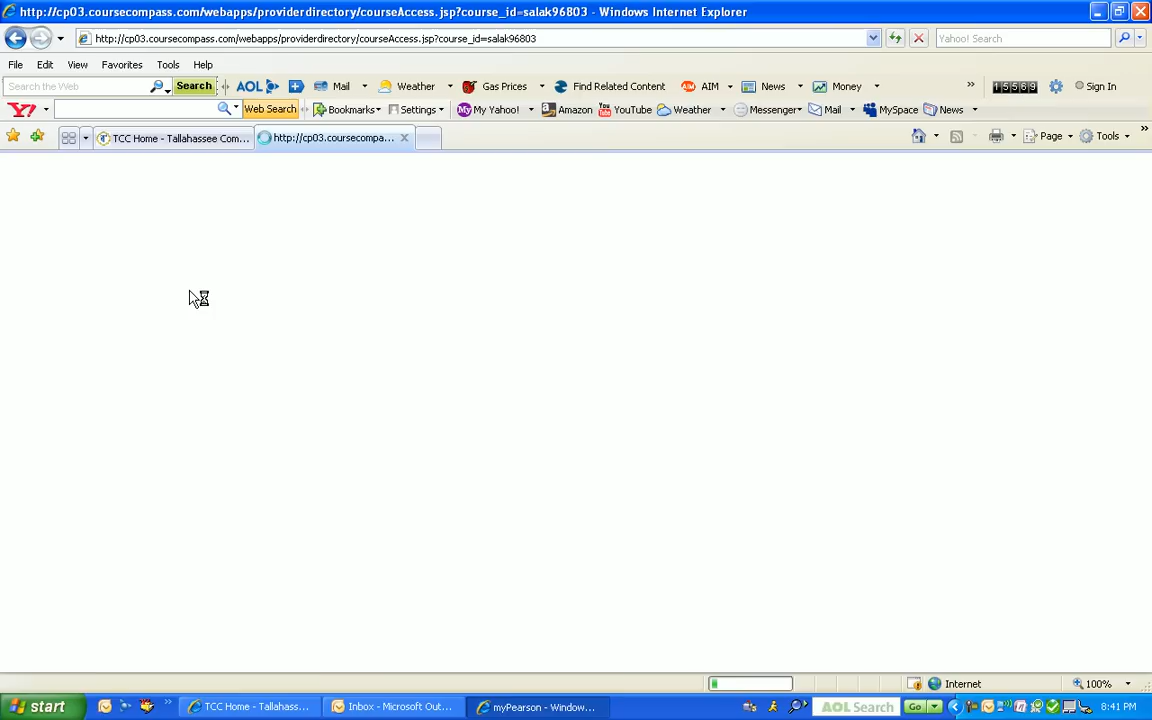 http://cp03.coursecompass.com/webapps/providerdirectory/courseAccess.jsp?course_id=salak96803 - Windows Internet Explorer
http://cp03.coursecompass.com/webapps/providerdirectory/courseAccess.jsp?course_id=salak96803 Yahoo! Search
File Edit View Favorites Tools Help
Search the Web Search AOL Mail Weather Gas Prices Find Related Content AIM News Money » 15569 Sign In
Y! Web Search Bookmarks Settings My Yahoo! Amazon YouTube Weather Messenger Mail MySpace News »
TCC Home - Tallahassee Com... http://cp03.coursecompa... Page Tools »
Internet 100%
start » TCC Home - Tallahass... Inbox - Microsoft Out... myPearson - Window... AOL Search Go 8:41 PM